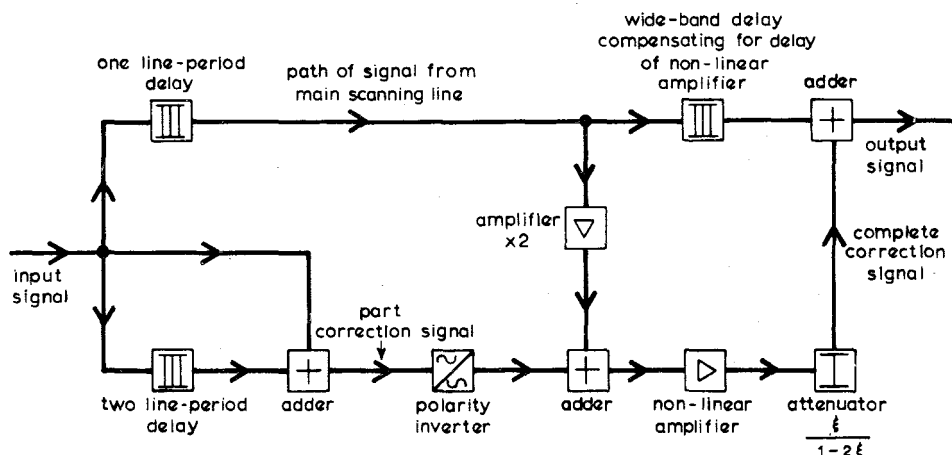 wide-band delay
compensating for delay
of non-linear
amplifier
one line-period
delay
path of signal from
main scanning line
adder
output
signal
amplifier
x2
complete
correction
signal
input
signal
part
correction signal
two line-period
delay
adder
polarity
inverter
adder
non-linear
amplifier
attenuator
ξ
1-2ξ